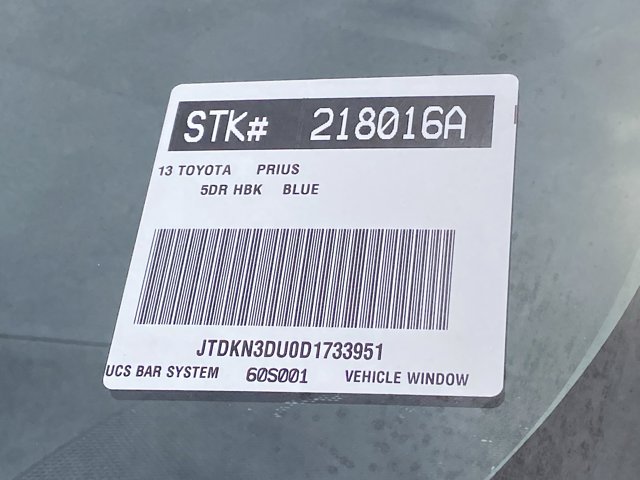 STK# 218016A
13 TOYOTA PRIUS
5DR HBK BLUE
JTDKN3DU0D1733951
UCS BAR SYSTEM 60S001 VEHICLE WINDOW